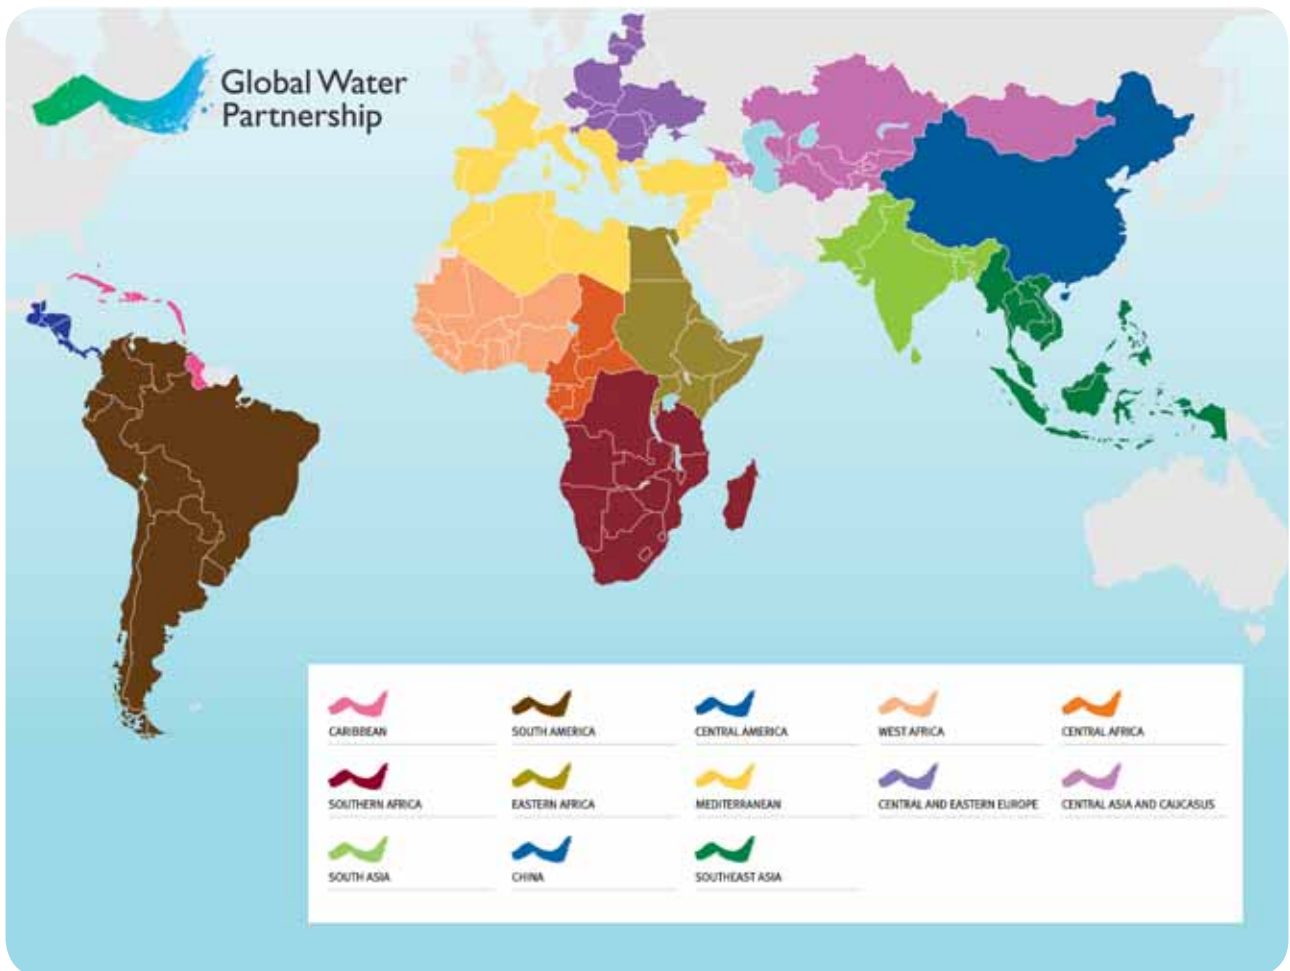 Global Water
Partnership
CARIBBEAN
SOUTH AMERICA
CENTRAL AMERICA
WEST AFRICA
CENTRAL AFRICA
SOUTHERN AFRICA
EASTERN AFRICA
MEDITERRANEAN
CENTRAL AND EASTERN EUROPE
CENTRAL ASIA AND CAUCASUS
SOUTH ASIA
CHINA
SOUTHEAST ASIA